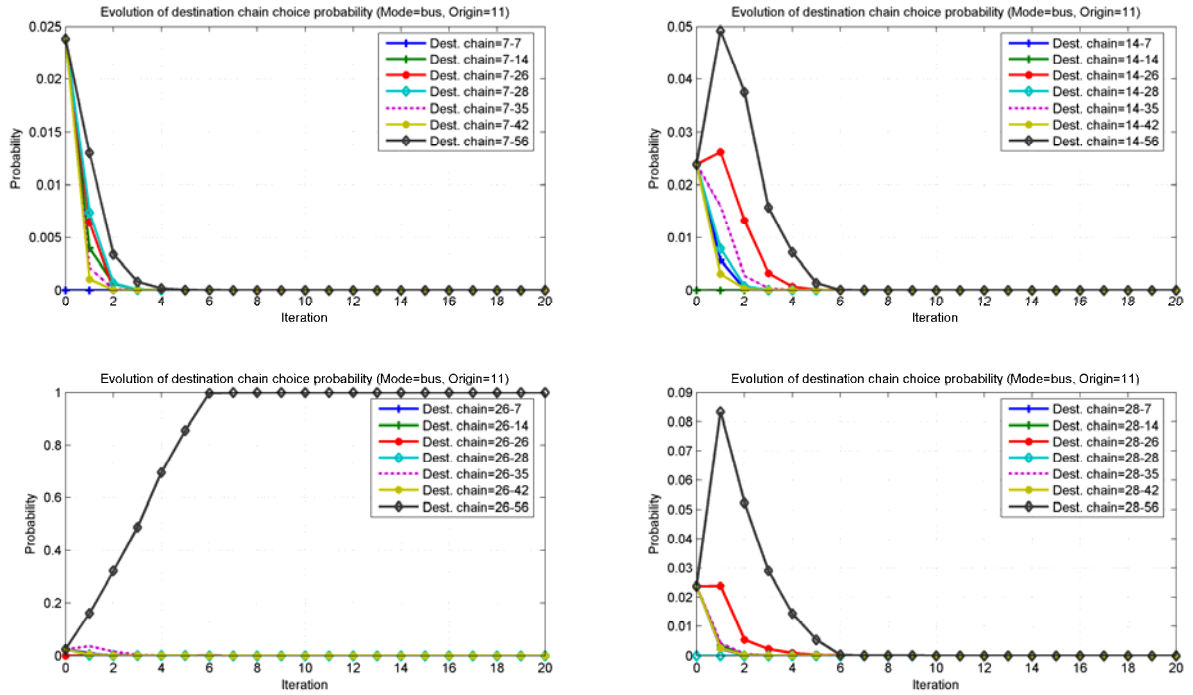 Evolution of destination chain choice probability (Mode=bus, Origin=11)
0.025
0.02
0.015
0.01
0.005
0
Probability
0 2 4 6 8 10 12 14 16 18 20
Iteration
Dest. chain=7-7
Dest. chain=7-14
Dest. chain=7-26
Dest. chain=7-28
Dest. chain=7-35
Dest. chain=7-42
Dest. chain=7-56
Evolution of destination chain choice probability (Mode=bus, Origin=11)
0.05
0.04
0.03
0.02
0.01
0
Probability
0 2 4 6 8 10 12 14 16 18 20
Iteration
Dest. chain=14-7
Dest. chain=14-14
Dest. chain=14-26
Dest. chain=14-28
Dest. chain=14-35
Dest. chain=14-42
Dest. chain=14-56
Evolution of destination chain choice probability (Mode=bus, Origin=11)
1
0.8
0.6
0.4
0.2
0
Probability
0 2 4 6 8 10 12 14 16 18 20
Iteration
Dest. chain=26-7
Dest. chain=26-14
Dest. chain=26-26
Dest. chain=26-28
Dest. chain=26-35
Dest. chain=26-42
Dest. chain=26-56
Evolution of destination chain choice probability (Mode=bus, Origin=11)
0.09
0.08
0.07
0.06
0.05
0.04
0.03
0.02
0.01
0
Probability
0 2 4 6 8 10 12 14 16 18 20
Iteration
Dest. chain=28-7
Dest. chain=28-14
Dest. chain=28-26
Dest. chain=28-28
Dest. chain=28-35
Dest. chain=28-42
Dest. chain=28-56